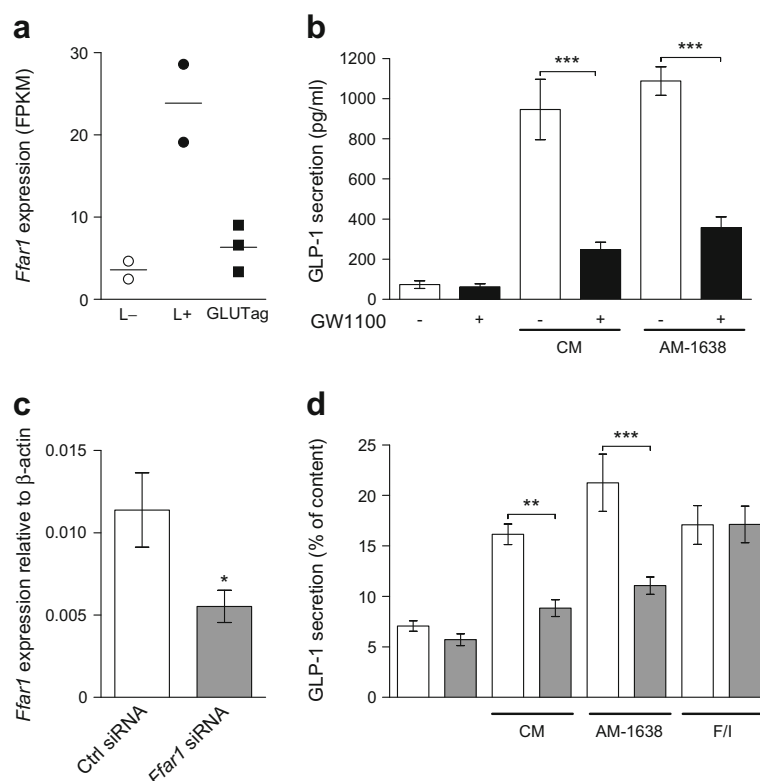 a
Ffar1 expression (FPKM)
30
20
10
0
L– L+ GLUTag
b
GLP-1 secretion (pg/ml)
1200
1000
800
600
400
200
0
*** ***
GW1100 - + - + - +
CM AM-1638
c
Ffar1 expression relative to β-actin
0.015
0.010
0.005
0
*
Ctrl siRNA
Ffar1 siRNA
d
GLP-1 secretion (% of content)
25
20
15
10
5
0
** ***
CM AM-1638 F/I